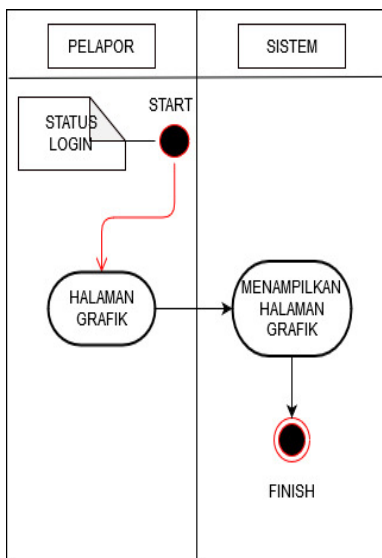 PELAPOR
SISTEM
START
STATUS
LOGIN
HALAMAN
GRAFIK
MENAMPILKAN
HALAMAN
GRAFIK
FINISH